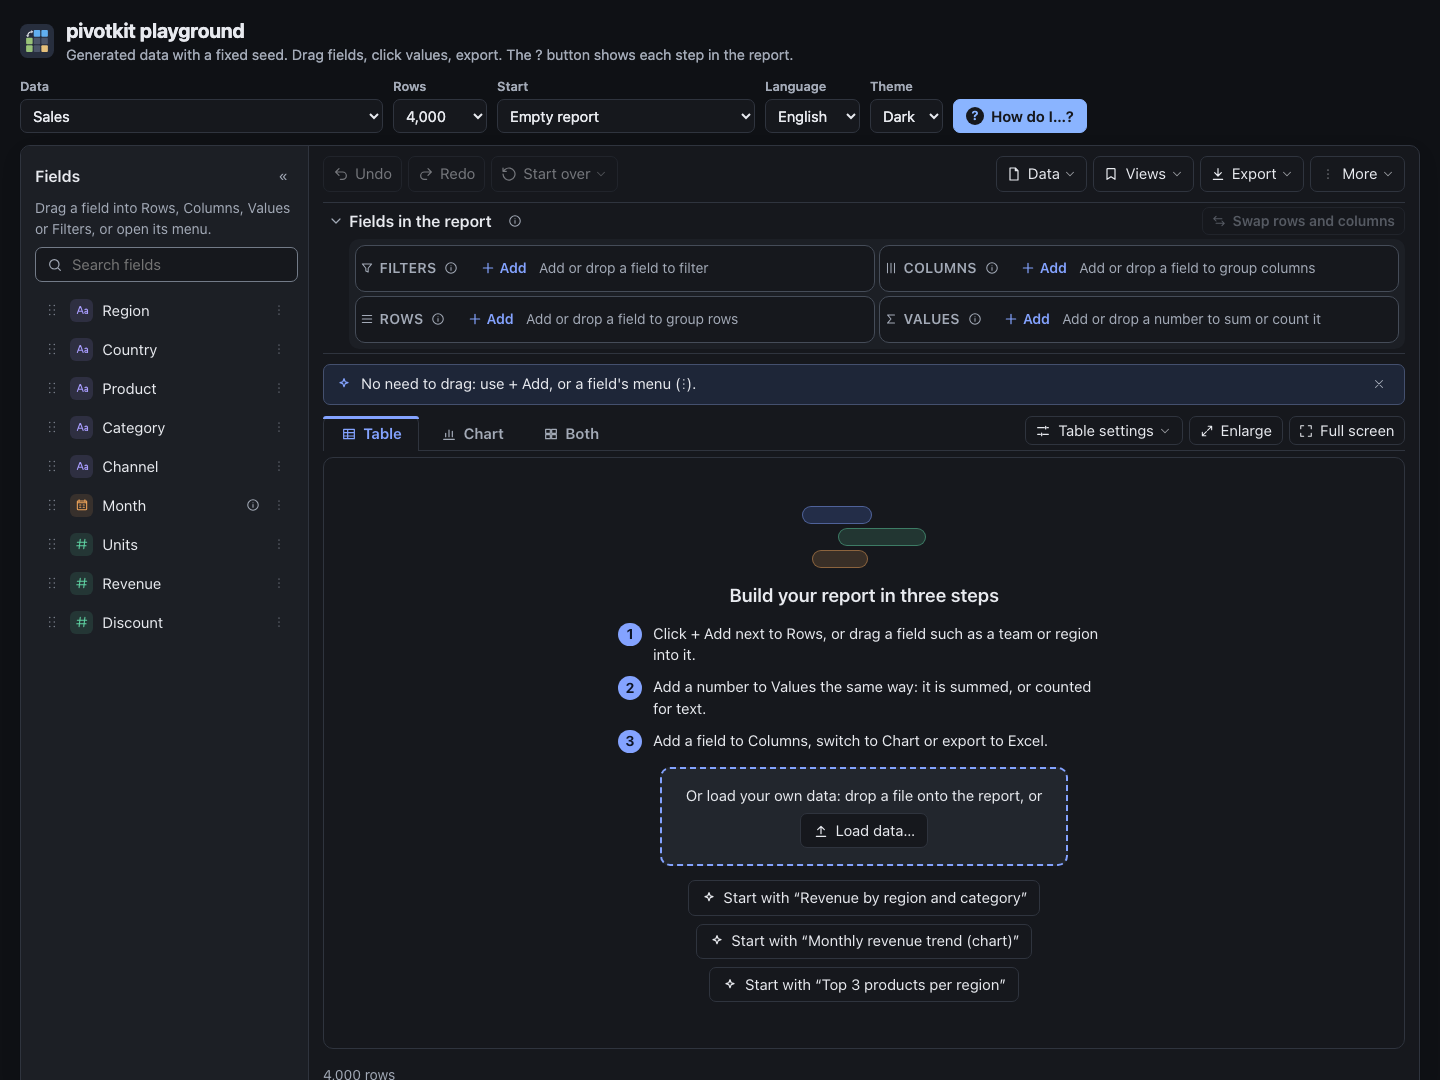 pivotkit playground
Generated data with a fixed seed. Drag fields, click values, export. The ? button shows each step in the report.
Data
Rows
Start
Language
Theme
Sales
4,000
Empty report
English
Dark
? How do I...?
Fields
«
Drag a field into Rows, Columns, Values
or Filters, or open its menu.
Search fields
Aa Region
Aa Country
Aa Product
Aa Category
Aa Channel
Month
# Units
# Revenue
# Discount
Undo
Redo
Start over
Data
Views
Export
More
Fields in the report
Swap rows and columns
FILTERS
+ Add
Add or drop a field to filter
COLUMNS
+ Add
Add or drop a field to group columns
ROWS
+ Add
Add or drop a field to group rows
Σ VALUES
+ Add
Add or drop a number to sum or count it
No need to drag: use + Add, or a field's menu (⋮).
Table
Chart
Both
Table settings
Enlarge
Full screen
Build your report in three steps
1 Click + Add next to Rows, or drag a field such as a team or region
into it.
2 Add a number to Values the same way: it is summed, or counted
for text.
3 Add a field to Columns, switch to Chart or export to Excel.
Or load your own data: drop a file onto the report, or
Load data...
Start with “Revenue by region and category”
Start with “Monthly revenue trend (chart)”
Start with “Top 3 products per region”
4,000 rows